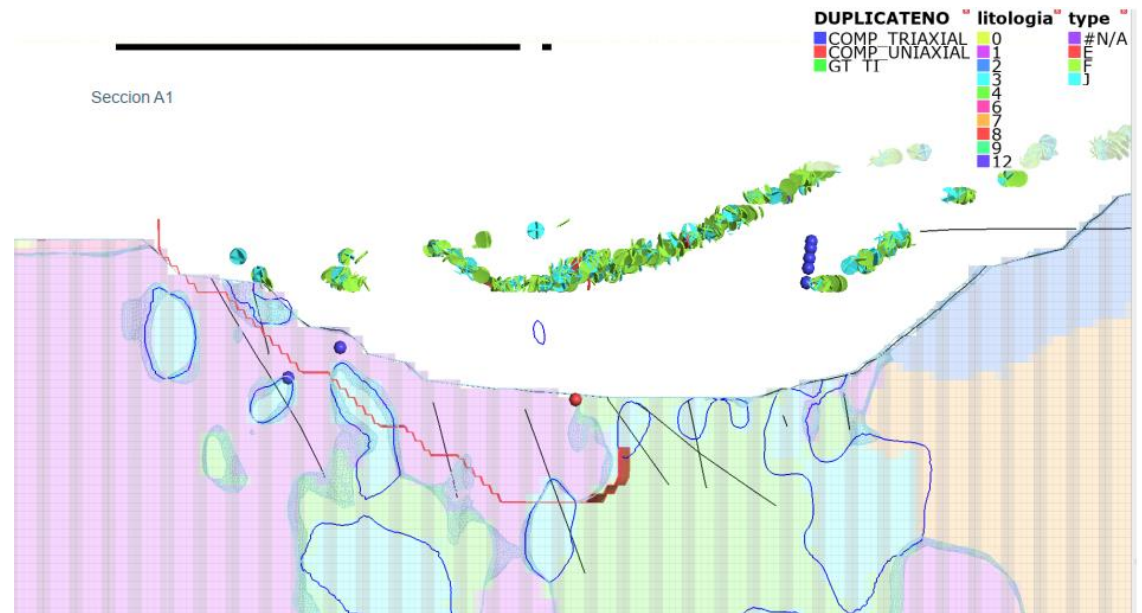 DUPLICATENO
COMP_TRIAXIAL
COMP_UNIAXIAL
GT_TI
litologia
0
1
2
3
4
6
7
8
9
12
type
#N/A
E
F
J
Seccion A1